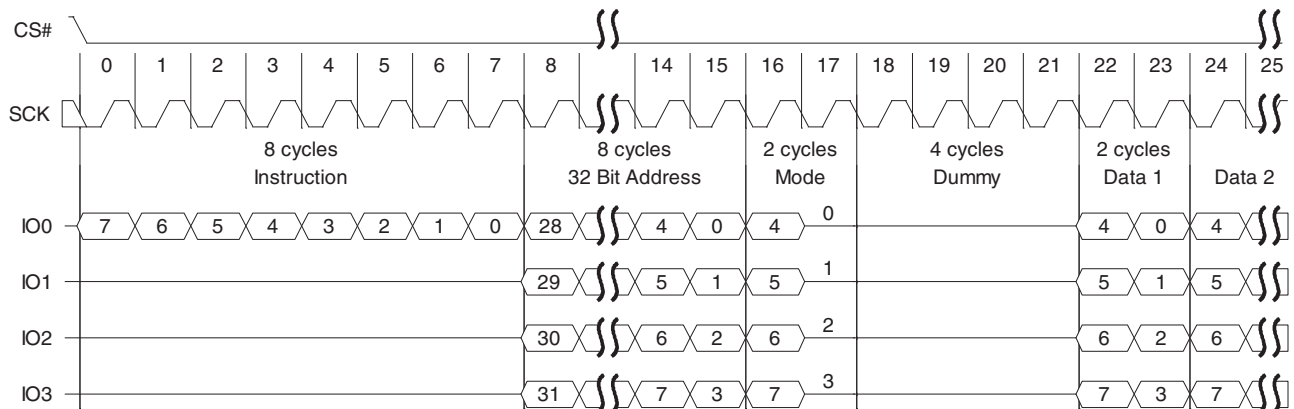 CS#
0 1 2 3 4 5 6 7 8 14 15 16 17 18 19 20 21 22 23 24 25
SCK
8 cycles 8 cycles 2 cycles 4 cycles 2 cycles
Instruction 32 Bit Address Mode Dummy Data 1 Data 2
IO0 7 6 5 4 3 2 1 0 28 4 0 4 0 4 0 4
IO1 29 5 1 5 1 5 1 5
IO2 30 6 2 6 2 6 2 6
IO3 31 7 3 7 3 7 3 7